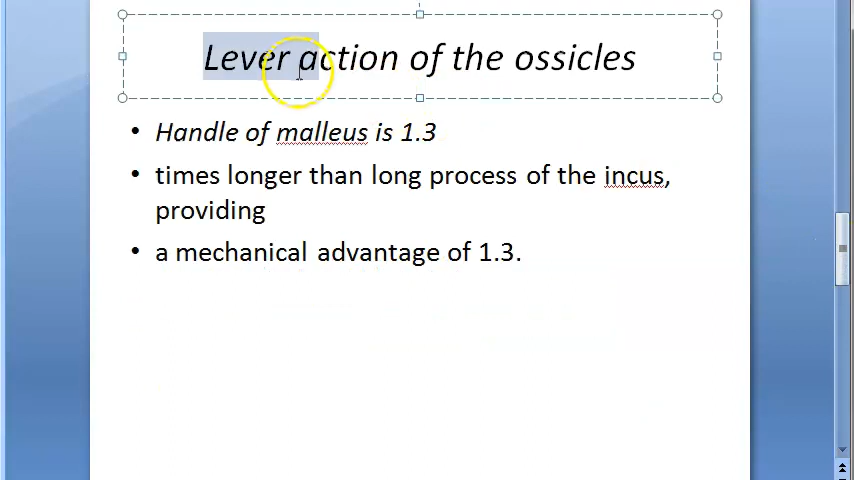 Lever action of the ossicles
• Handle of malleus is 1.3
• times longer than long process of the incus,
providing
• a mechanical advantage of 1.3.